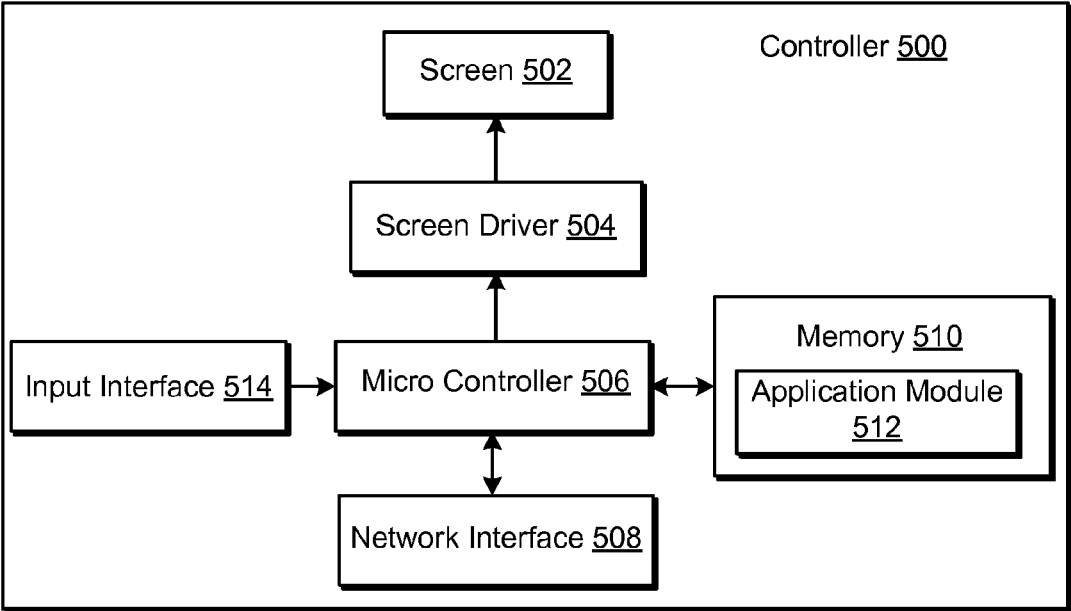 Controller 500
Screen 502
Screen Driver 504
Memory 510
Input Interface 514
Micro Controller 506
Application Module
512
Network Interface 508